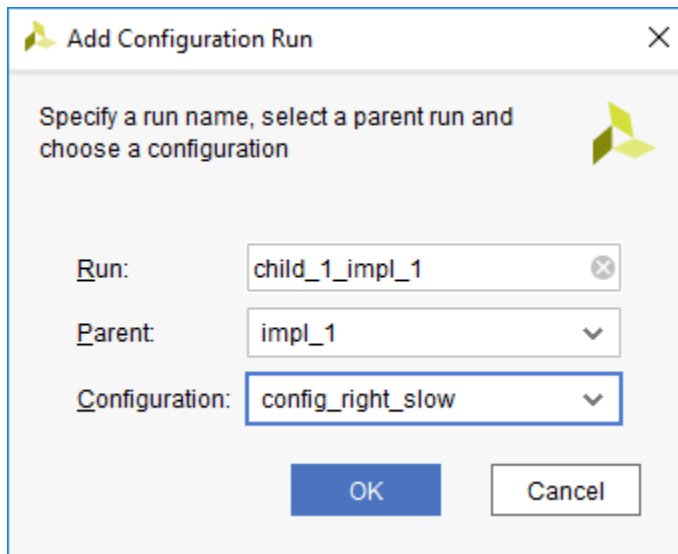 Add Configuration Run
Specify a run name, select a parent run and
choose a configuration
Run: child_1_impl_1
Parent: impl_1
Configuration: config_right_slow
OK Cancel